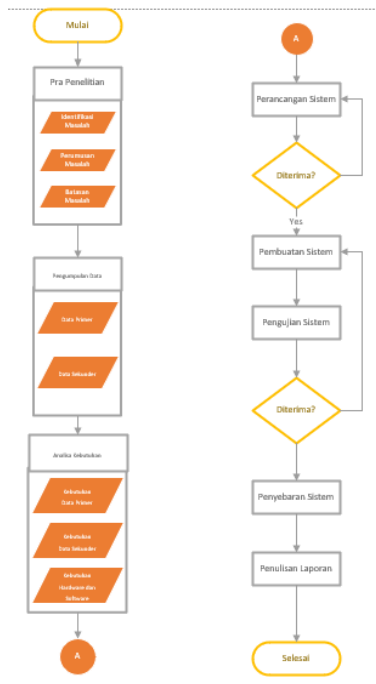 Mulai
Pra Penelitian
Identifikasi
Masalah
Perumusan
Masalah
Batasan
Masalah
Pengumpulan Data
Data Primer
Data Sekunder
Analisa Kebutuhan
Kebutuhan
Data Primer
Kebutuhan
Data Sekunder
Kebutuhan
Hardware dan
Software
A
A
Perancangan Sistem
Diterima?
Yes
Pembuatan Sistem
Pengujian Sistem
Diterima?
Penyebaran Sistem
Penulisan Laporan
Selesai